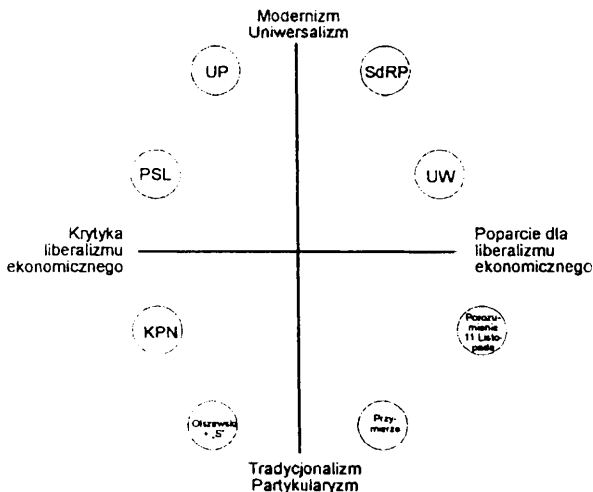 Modernizm
Uniwersalizm
UP
SdRP
PSL
UW
Krytyka
liberalizmu
ekonomicznego
Poparcie dla
liberalizmu
ekonomicznego
KPN
Porozu-
mienie
11 Listo-
pada
Olszewski
+ „S”
Przy-
mierze
Tradycjonalizm
Partykularyzm